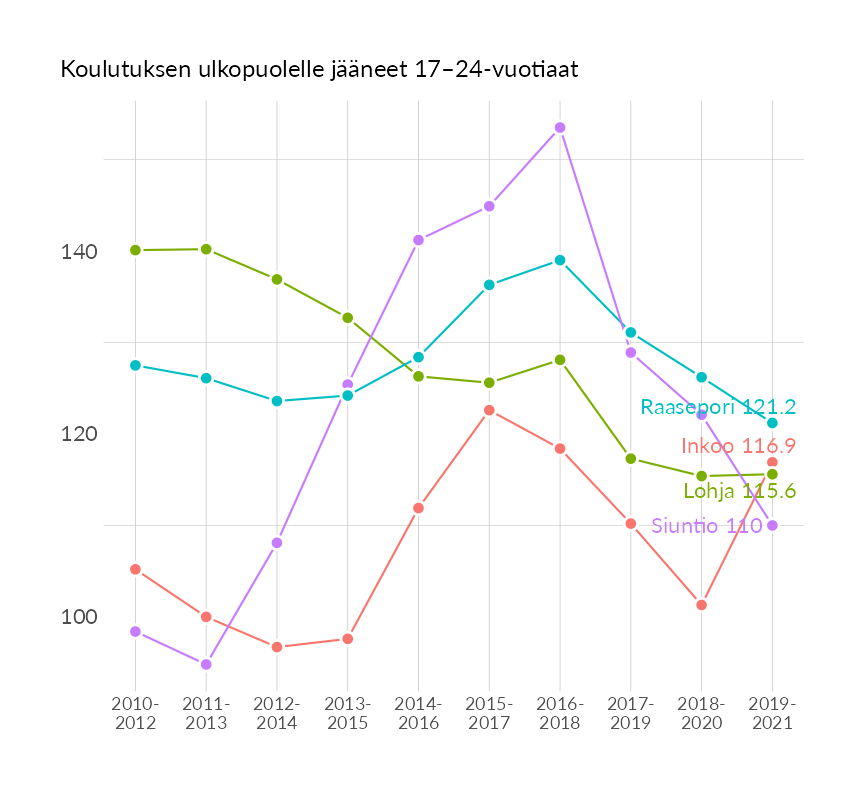 Koulutuksen ulkopuolelle jääneet 17–24-vuotiaat
140
120
100
Raasepori 121.2
Inkoo 116.9
Lohja 115.6
Siuntio 110
2010-2012
2011-2013
2012-2014
2013-2015
2014-2016
2015-2017
2016-2018
2017-2019
2018-2020
2019-2021